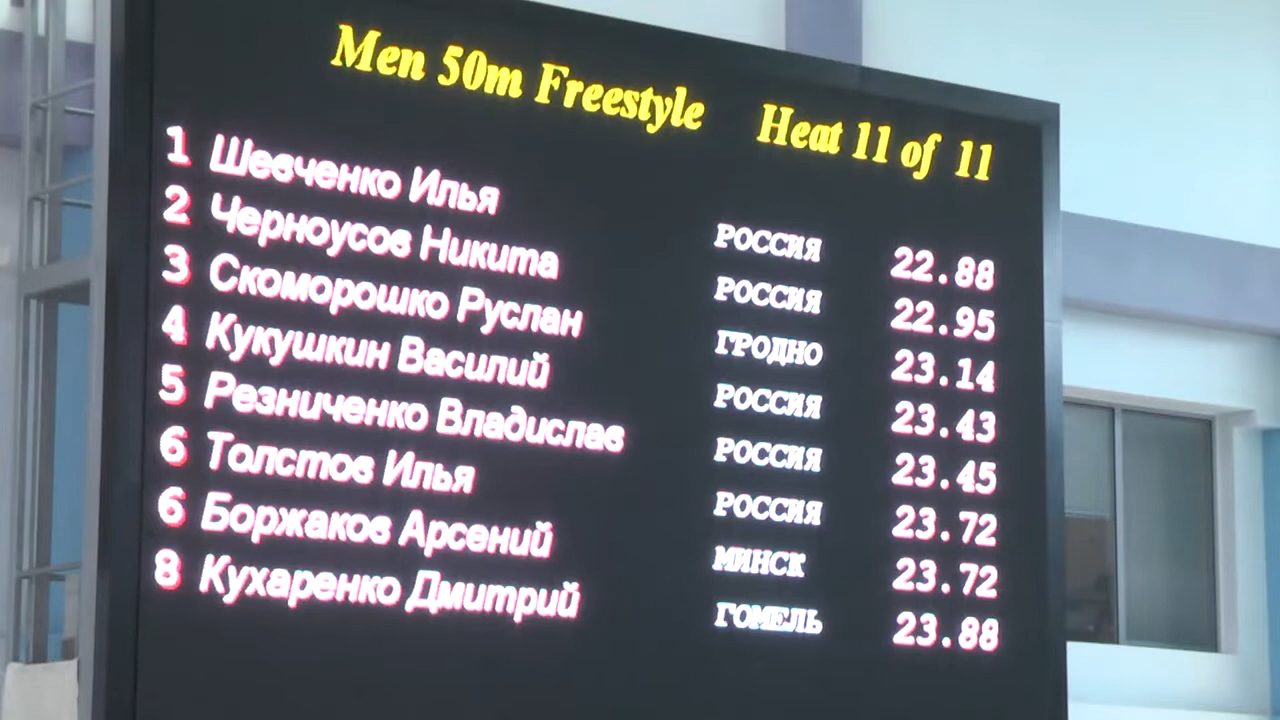 Men 50m Freestyle Heat 11 of 11
1 Шевченко Илья РОССИЯ 22.88
2 Черноусов Никита РОССИЯ 22.95
3 Скоморошко Руслан ГРОДНО 23.14
4 Кукушкин Василий РОССИЯ 23.43
5 Резниченко Владислав РОССИЯ 23.45
6 Толстов Илья РОССИЯ 23.72
6 Боржаков Арсений МИНСК 23.72
8 Кухаренко Дмитрий ГОМЕЛЬ 23.88